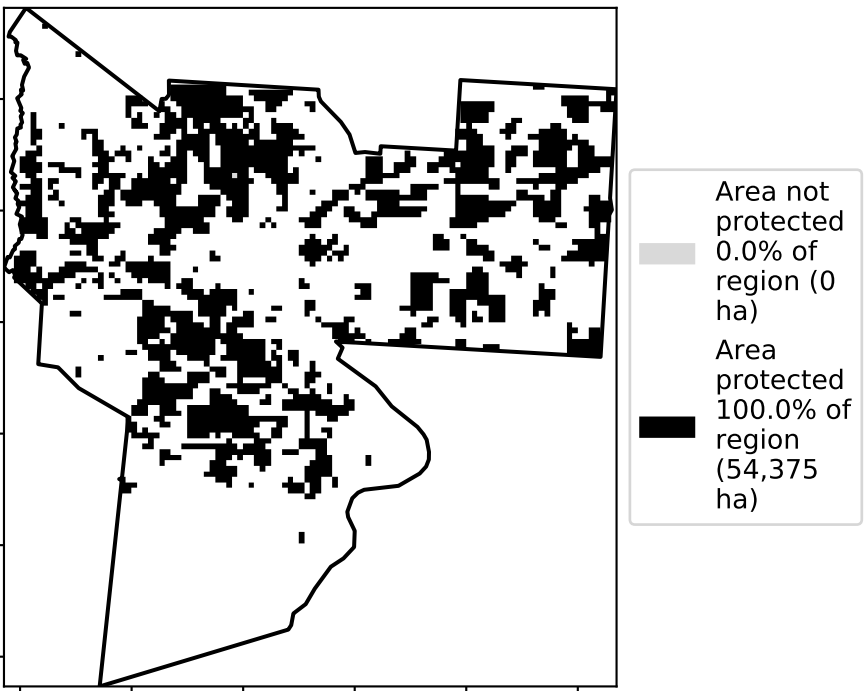 Area not
protected
0.0% of
region (0
ha)
Area
protected
100.0% of
region
(54,375
ha)